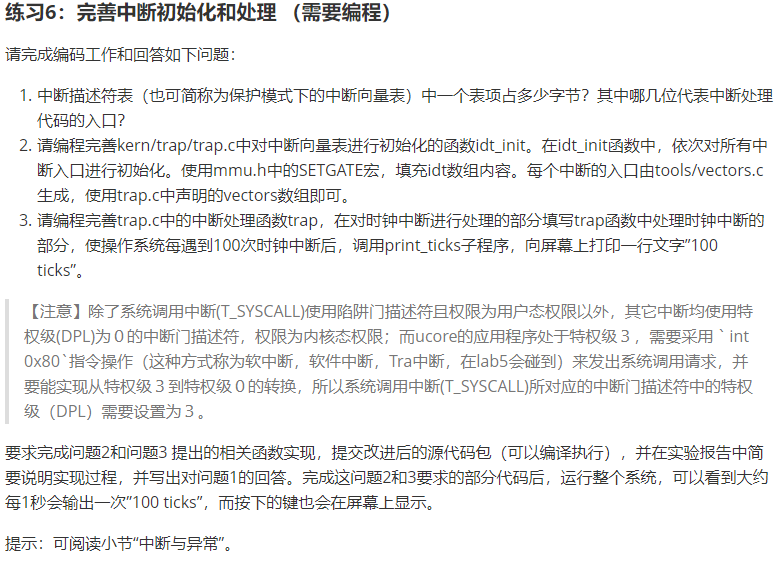 练习6：完善中断初始化和处理 （需要编程）
请完成编码工作和回答如下问题：
1. 中断描述符表（也可简称为保护模式下的中断向量表）中一个表项占多少字节？其中哪几位代表中断处理
代码的入口？
2. 请编程完善kern/trap/trap.c中对中断向量表进行初始化的函数idt_init。在idt_init函数中，依次对所有中
断入口进行初始化。使用mmu.h中的SETGATE宏，填充idt数组内容。每个中断的入口由tools/vectors.c
生成，使用trap.c中声明的vectors数组即可。
3. 请编程完善trap.c中的中断处理函数trap，在对时钟中断进行处理的部分填写trap函数中处理时钟中断的
部分，使操作系统每遇到100次时钟中断后，调用print_ticks子程序，向屏幕上打印一行文字”100
ticks”。
【注意】除了系统调用中断(T_SYSCALL)使用陷阱门描述符且权限为用户态权限以外，其它中断均使用特
权级(DPL)为０的中断门描述符，权限为内核态权限；而ucore的应用程序处于特权级３，需要采用｀int
0x80`指令操作（这种方式称为软中断，软件中断，Tra中断，在lab5会碰到）来发出系统调用请求，并
要能实现从特权级３到特权级０的转换，所以系统调用中断(T_SYSCALL)所对应的中断门描述符中的特权
级（DPL）需要设置为３。
要求完成问题2和问题3 提出的相关函数实现，提交改进后的源代码包（可以编译执行），并在实验报告中简
要说明实现过程，并写出对问题1的回答。完成这问题2和3要求的部分代码后，运行整个系统，可以看到大约
每1秒会输出一次”100 ticks”，而按下的键也会在屏幕上显示。
提示：可阅读小节“中断与异常”。